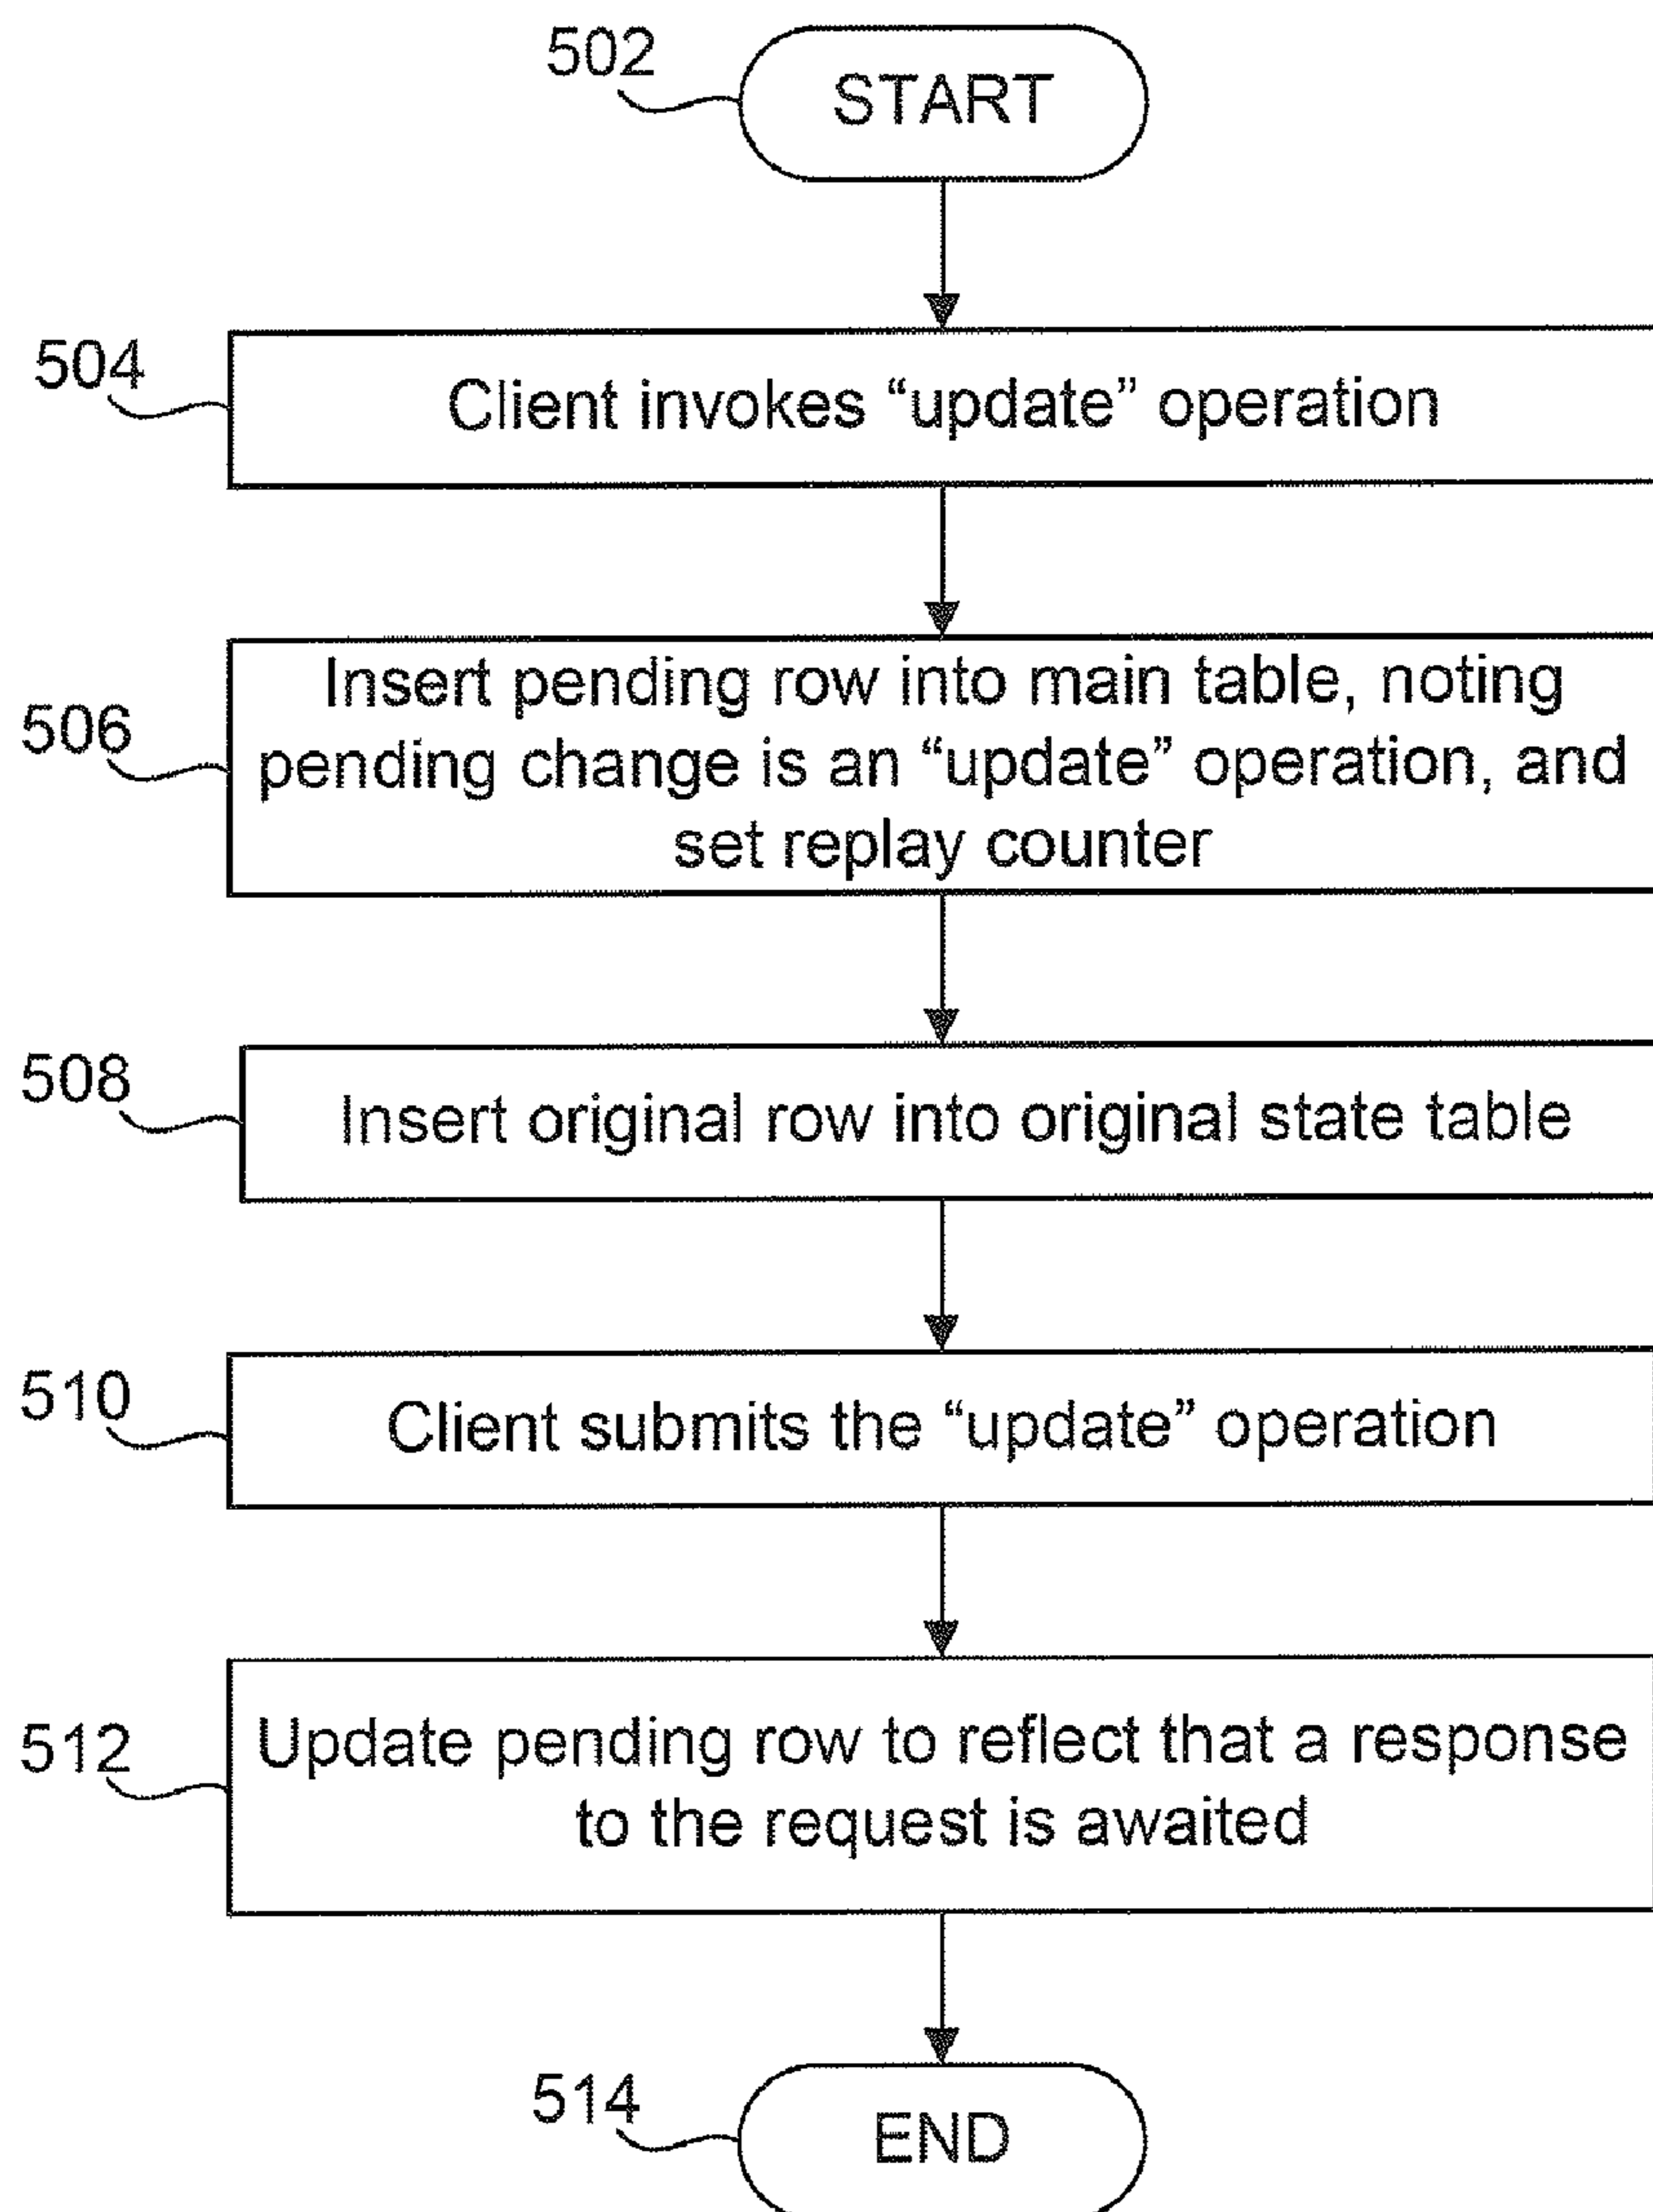 502
START
504
Client invokes “update” operation
506
Insert pending row into main table, noting
pending change is an “update” operation, and
set replay counter
508
Insert original row into original state table
510
Client submits the “update” operation
512
Update pending row to reflect that a response
to the request is awaited
514
END